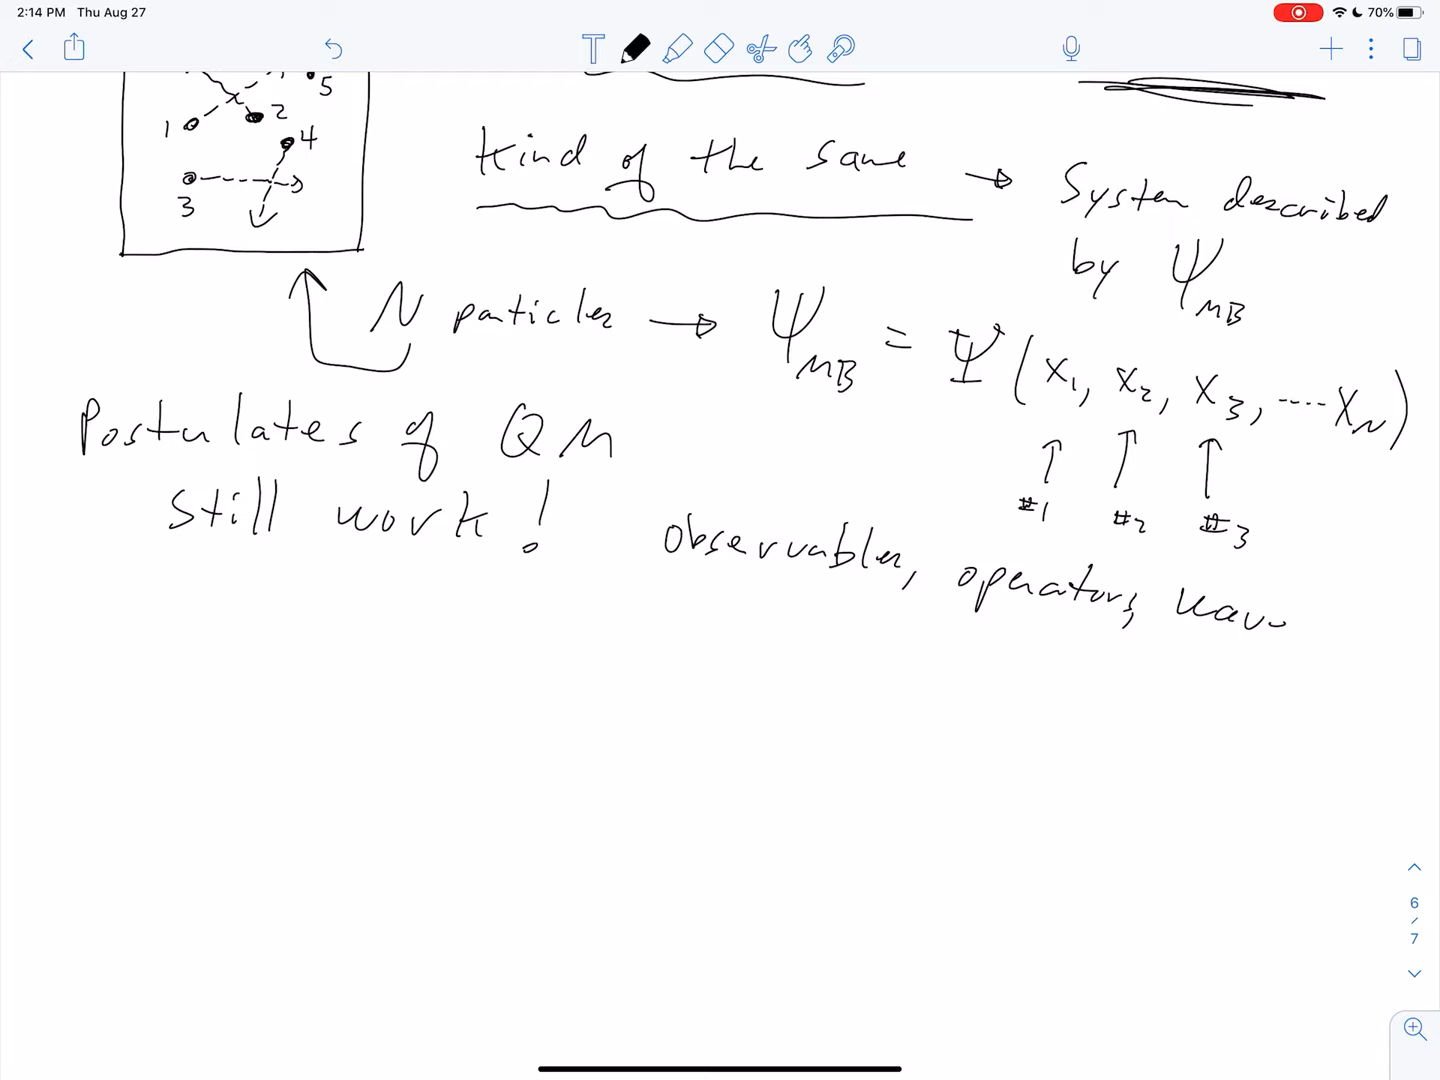 2:14 PM Thu Aug 27
70%
T
5
1
2
4
3
Kind of the same → System described
by Ψ_MB
N particles → Ψ_MB = Ψ(x₁, x₂, x₃, ....x_N)
↑ ↑ ↑
#1 #2 #3
Postulates of QM
still work!
observables, operators, wave
6
/
7